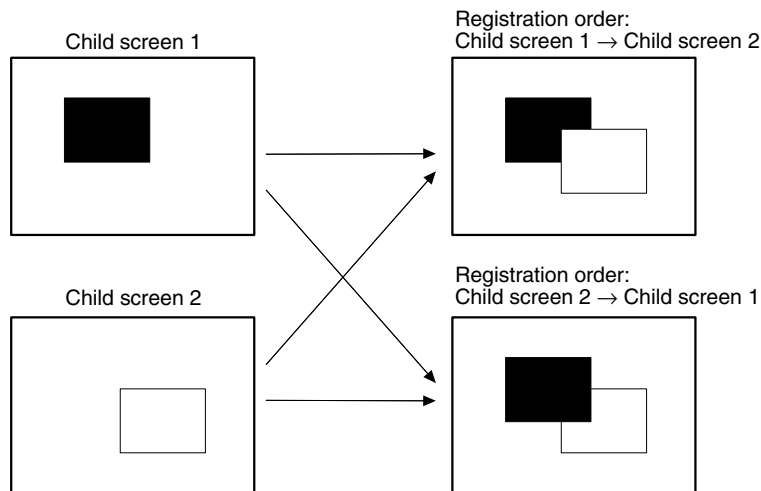 Child screen 1
Registration order:
Child screen 1 → Child screen 2
Child screen 2
Registration order:
Child screen 2 → Child screen 1